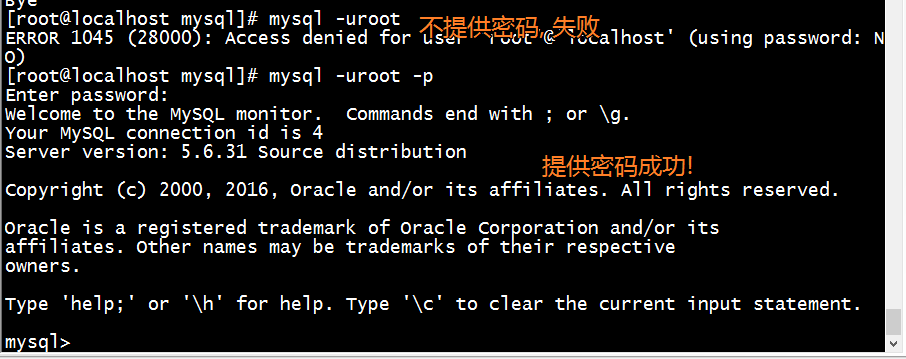 Bye
[root@localhost mysql]# mysql -uroot
不提供密码, 失败
ERROR 1045 (28000): Access denied for user 'root'@'localhost' (using password: N
O)
[root@localhost mysql]# mysql -uroot -p
Enter password:
Welcome to the MySQL monitor.  Commands end with ; or \g.
Your MySQL connection id is 4
Server version: 5.6.31 Source distribution
提供密码成功!
Copyright (c) 2000, 2016, Oracle and/or its affiliates. All rights reserved.
Oracle is a registered trademark of Oracle Corporation and/or its
affiliates. Other names may be trademarks of their respective
owners.
Type 'help;' or '\h' for help. Type '\c' to clear the current input statement.
mysql>